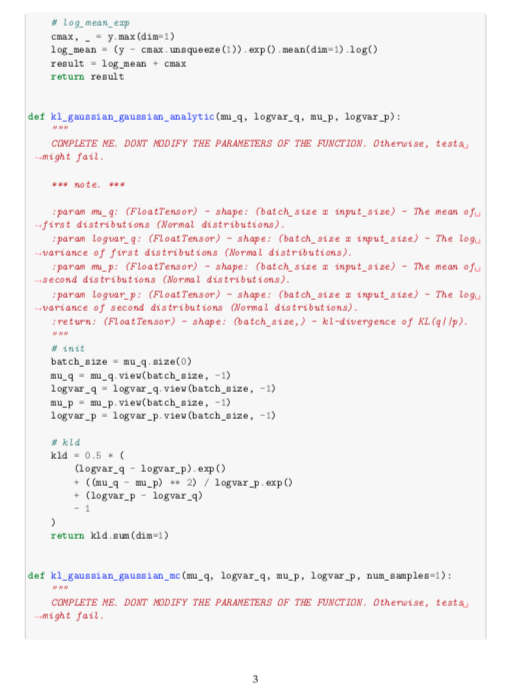 # log_mean_exp
cmax, _ = y.max(dim=1)
log_mean = (y - cmax.unsqueeze(1)).exp().mean(dim=1).log()
result = log_mean + cmax
return result
def kl_gaussian_gaussian_analytic(mu_q, logvar_q, mu_p, logvar_p):
"""
COMPLETE ME. DONT MODIFY THE PARAMETERS OF THE FUNCTION. Otherwise, tests␣
↪might fail.
*** note. ***
:param mu_q: (FloatTensor) - shape: (batch_size x input_size) - The mean of␣
↪first distributions (Normal distributions).
:param logvar_q: (FloatTensor) - shape: (batch_size x input_size) - The log␣
↪variance of first distributions (Normal distributions).
:param mu_p: (FloatTensor) - shape: (batch_size x input_size) - The mean of␣
↪second distributions (Normal distributions).
:param logvar_p: (FloatTensor) - shape: (batch_size x input_size) - The log␣
↪variance of second distributions (Normal distributions).
:return: (FloatTensor) - shape: (batch_size,) - kl-divergence of KL(q||p).
"""
# init
batch_size = mu_q.size(0)
mu_q = mu_q.view(batch_size, -1)
logvar_q = logvar_q.view(batch_size, -1)
mu_p = mu_p.view(batch_size, -1)
logvar_p = logvar_p.view(batch_size, -1)
# kld
kld = 0.5 * (
(logvar_q - logvar_p).exp()
+ ((mu_q - mu_p) ** 2) / logvar_p.exp()
+ (logvar_p - logvar_q)
- 1
)
return kld.sum(dim=1)
def kl_gaussian_gaussian_mc(mu_q, logvar_q, mu_p, logvar_p, num_samples=1):
"""
COMPLETE ME. DONT MODIFY THE PARAMETERS OF THE FUNCTION. Otherwise, tests␣
↪might fail.
3